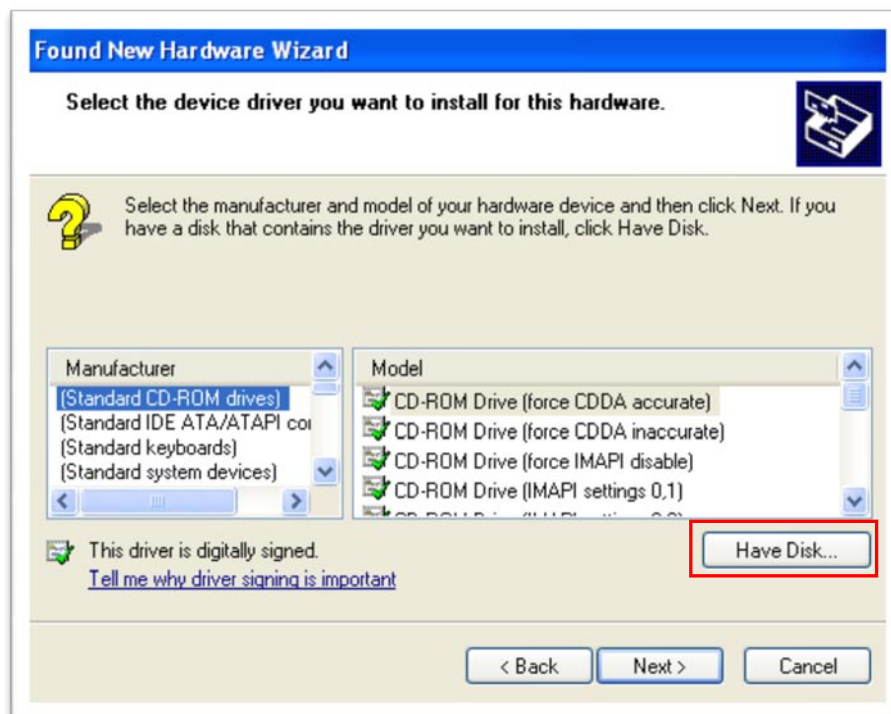 Found New Hardware Wizard
Select the device driver you want to install for this hardware.
Select the manufacturer and model of your hardware device and then click Next. If you
have a disk that contains the driver you want to install, click Have Disk.
Manufacturer
(Standard CD-ROM drives)
(Standard IDE ATA/ATAPI
(Standard keyboards)
(Standard system devices)
Model
CD-ROM Drive (force CDDA accurate)
CD-ROM Drive (force CDDA inaccurate)
CD-ROM Drive (force IMAPI disable)
CD-ROM Drive (IMAPI settings 0,1)
This driver is digitally signed.
Tell me why driver signing is important
Have Disk...
< Back
Next >
Cancel